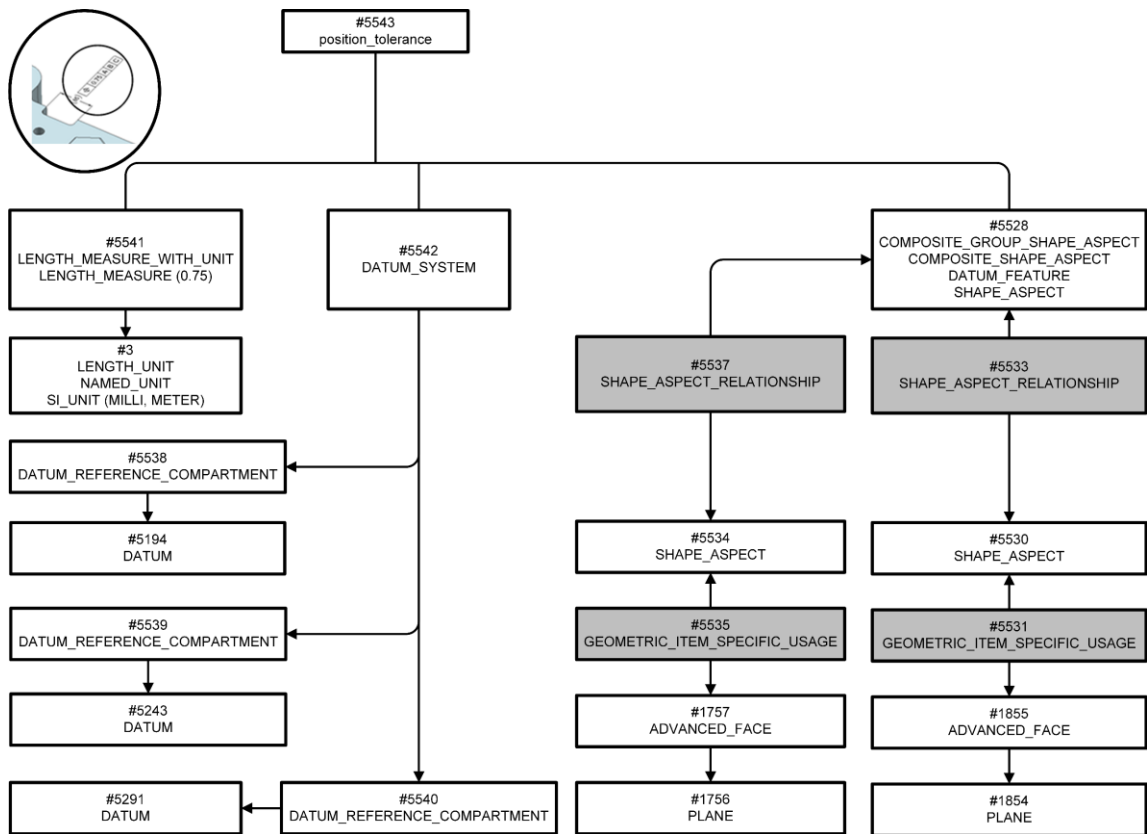 #5543
position_tolerance
#5541
LENGTH_MEASURE_WITH_UNIT
LENGTH_MEASURE (0.75)
#5542
DATUM_SYSTEM
#5528
COMPOSITE_GROUP_SHAPE_ASPECT
COMPOSITE_SHAPE_ASPECT
DATUM_FEATURE
SHAPE_ASPECT
#3
LENGTH_UNIT
NAMED_UNIT
SI_UNIT (MILLI, METER)
#5537
SHAPE_ASPECT_RELATIONSHIP
#5533
SHAPE_ASPECT_RELATIONSHIP
#5538
DATUM_REFERENCE_COMPARTMENT
#5194
DATUM
#5534
SHAPE_ASPECT
#5530
SHAPE_ASPECT
#5539
DATUM_REFERENCE_COMPARTMENT
#5535
GEOMETRIC_ITEM_SPECIFIC_USAGE
#5531
GEOMETRIC_ITEM_SPECIFIC_USAGE
#5243
DATUM
#1757
ADVANCED_FACE
#1855
ADVANCED_FACE
#5291
DATUM
#5540
DATUM_REFERENCE_COMPARTMENT
#1756
PLANE
#1854
PLANE